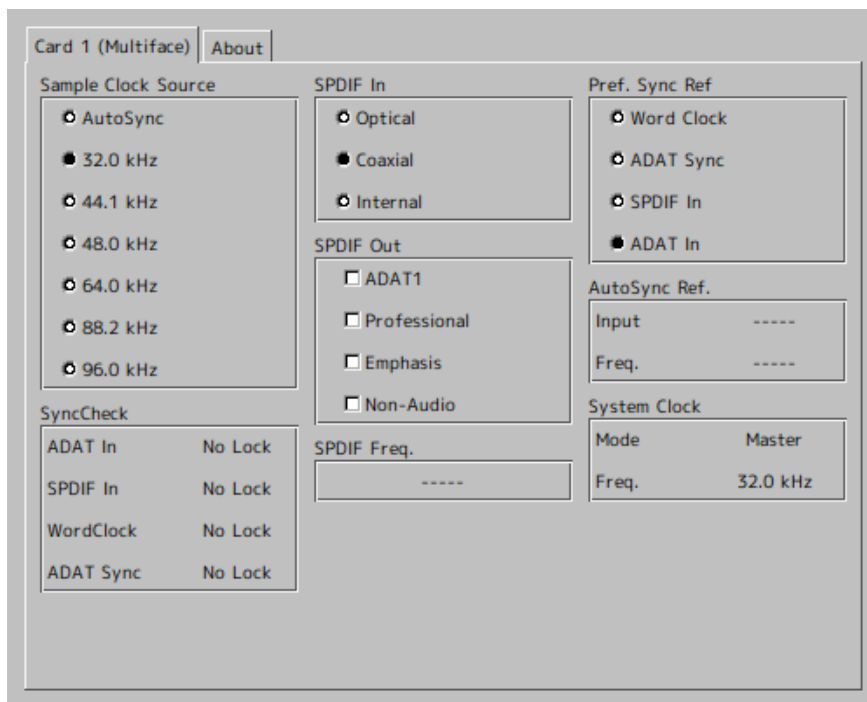 Card 1 (Multiface)
About
Sample Clock Source
AutoSync
32.0 kHz
44.1 kHz
48.0 kHz
64.0 kHz
88.2 kHz
96.0 kHz
SyncCheck
ADAT In No Lock
SPDIF In No Lock
WordClock No Lock
ADAT Sync No Lock
SPDIF In
Optical
Coaxial
Internal
SPDIF Out
ADAT1
Professional
Emphasis
Non-Audio
SPDIF Freq.
-----
Pref. Sync Ref
Word Clock
ADAT Sync
SPDIF In
ADAT In
AutoSync Ref.
Input -----
Freq. -----
System Clock
Mode Master
Freq. 32.0 kHz